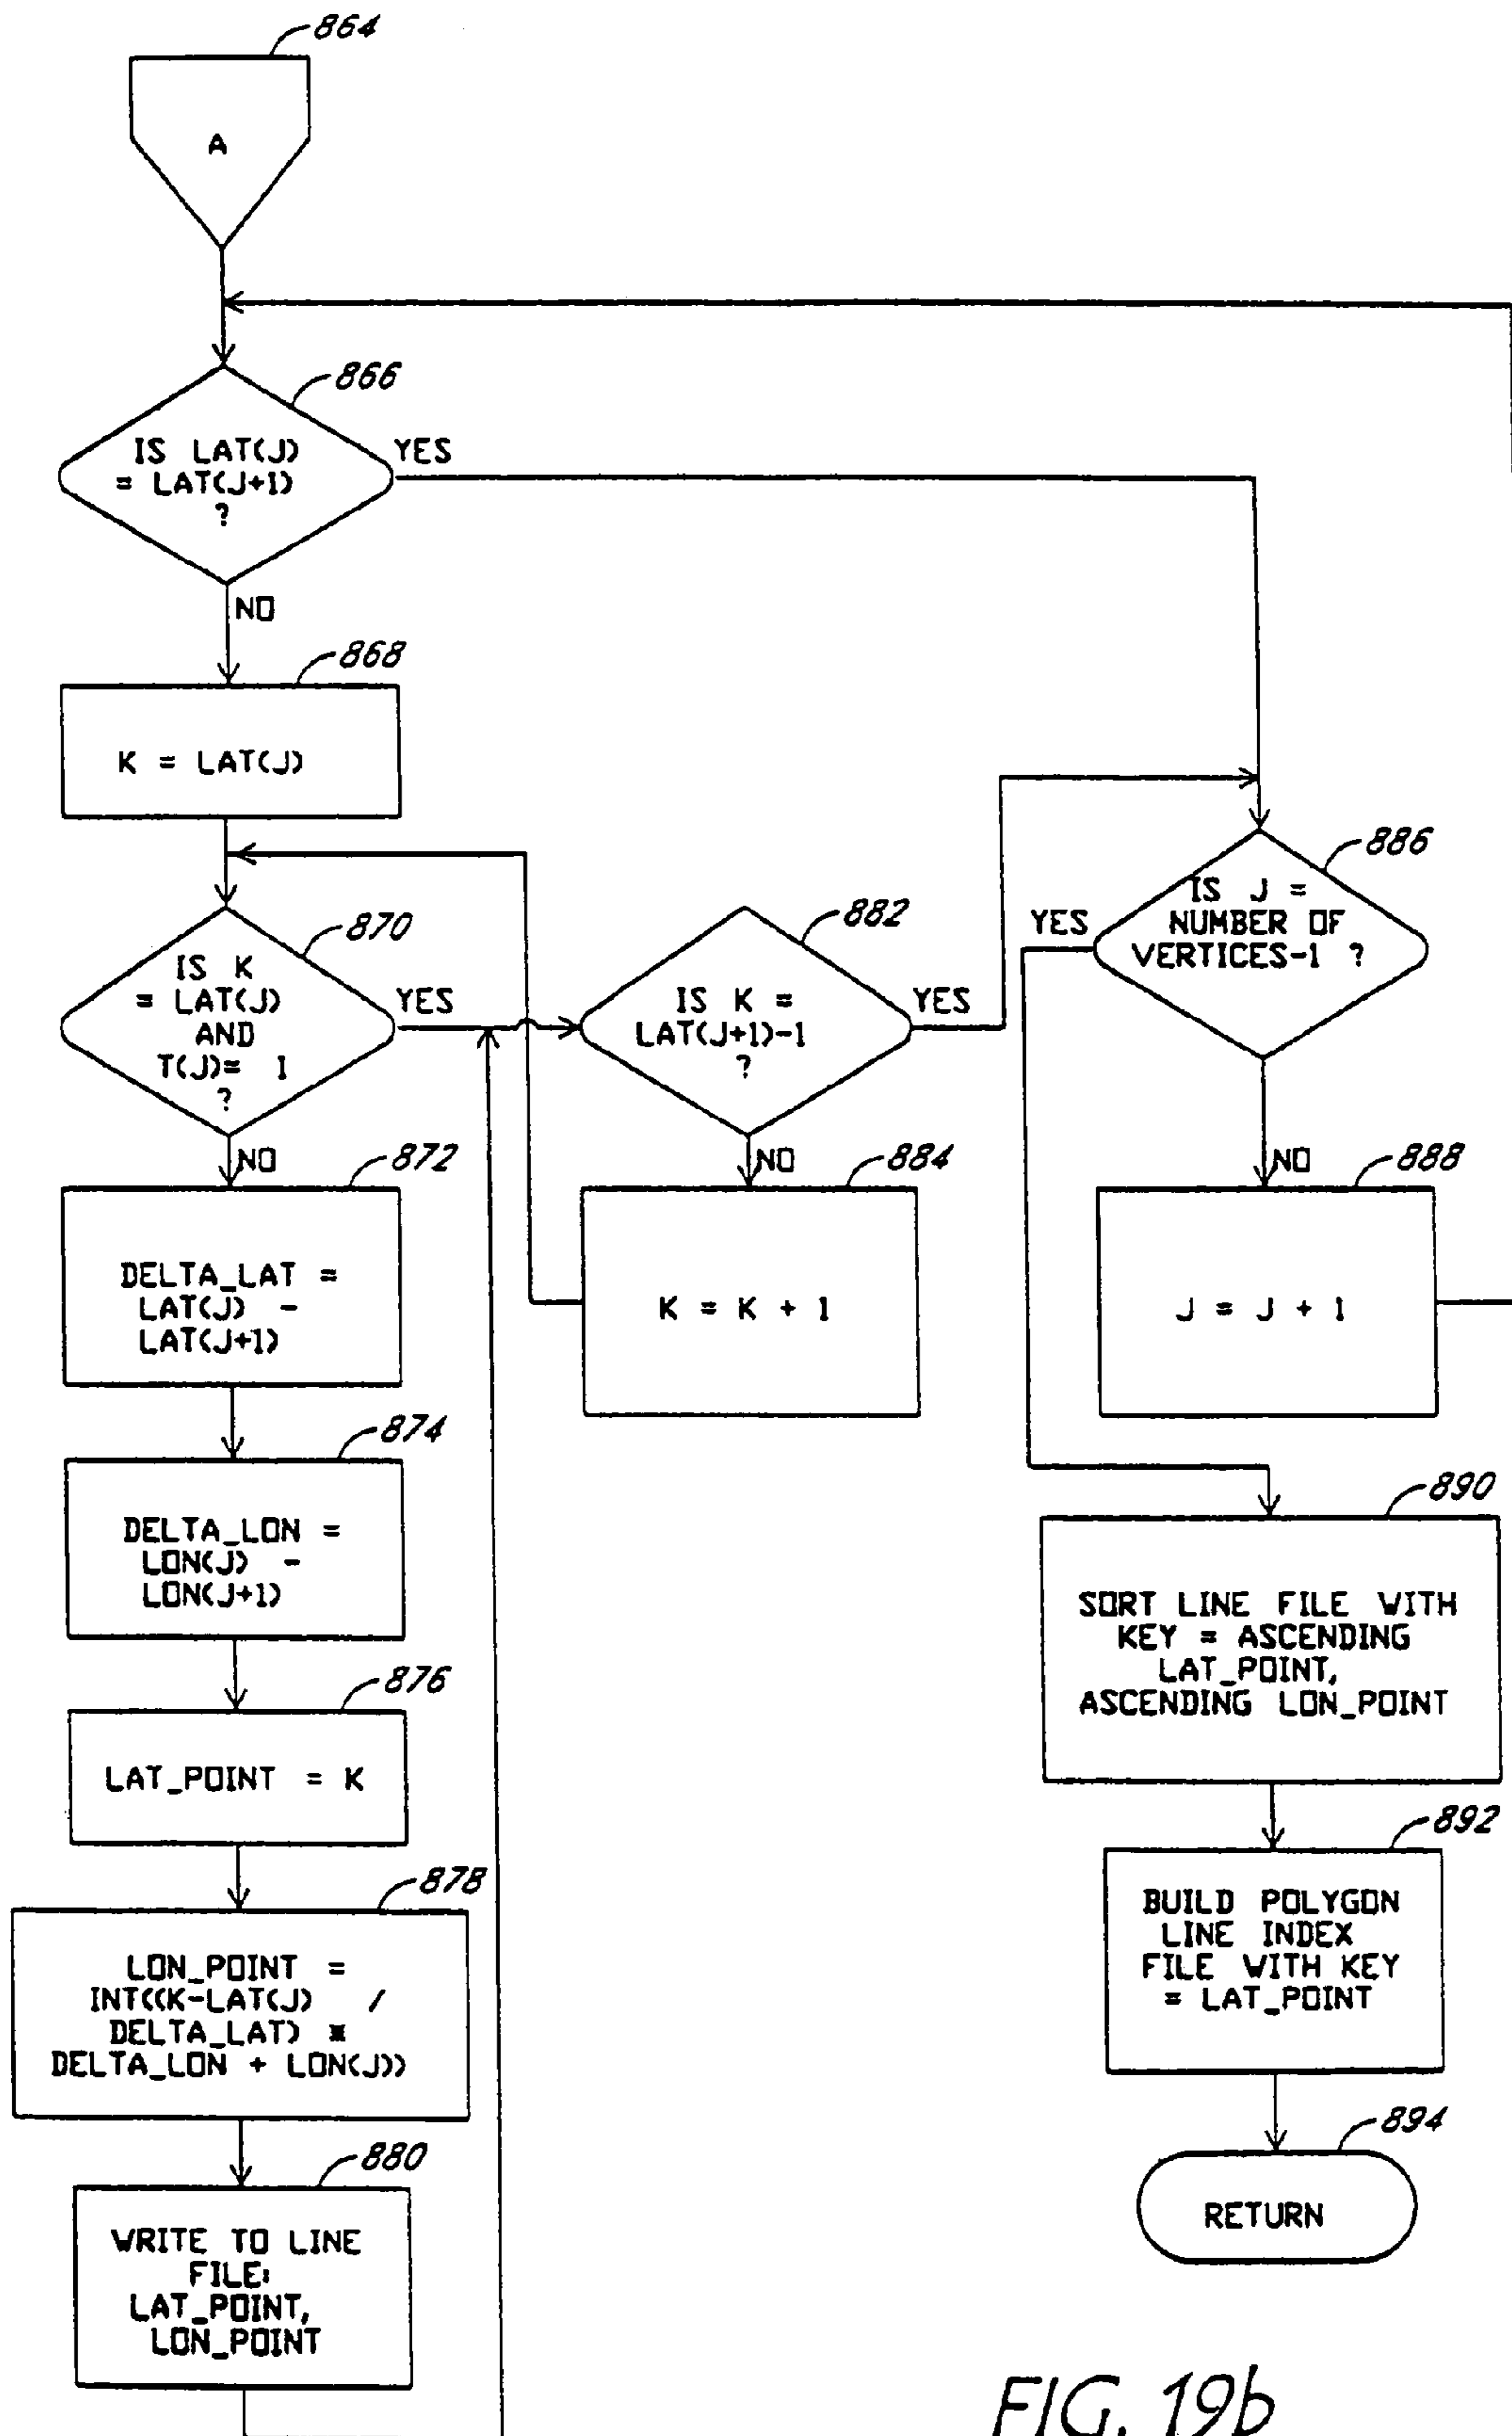 864
A
866
IS LAT(J)
= LAT(J+1)
?
YES
NO
868
K = LAT(J)
870
IS K
= LAT(J)
AND
T(J)= 1
?
YES
NO
872
DELTA_LAT =
LAT(J) -
LAT(J+1)
874
DELTA_LON =
LON(J) -
LON(J+1)
876
LAT_POINT = K
878
LON_POINT =
INT((K-LAT(J) /
DELTA_LAT) *
DELTA_LON + LON(J))
880
WRITE TO LINE
FILE:
LAT_POINT,
LON_POINT
882
IS K =
LAT(J+1)-1
?
YES
NO
884
K = K + 1
886
IS J =
NUMBER OF
VERTICES-1 ?
YES
NO
888
J = J + 1
890
SORT LINE FILE WITH
KEY = ASCENDING
LAT_POINT,
ASCENDING LON_POINT
892
BUILD POLYGON
LINE INDEX
FILE WITH KEY
= LAT_POINT
894
RETURN
FIG. 19b